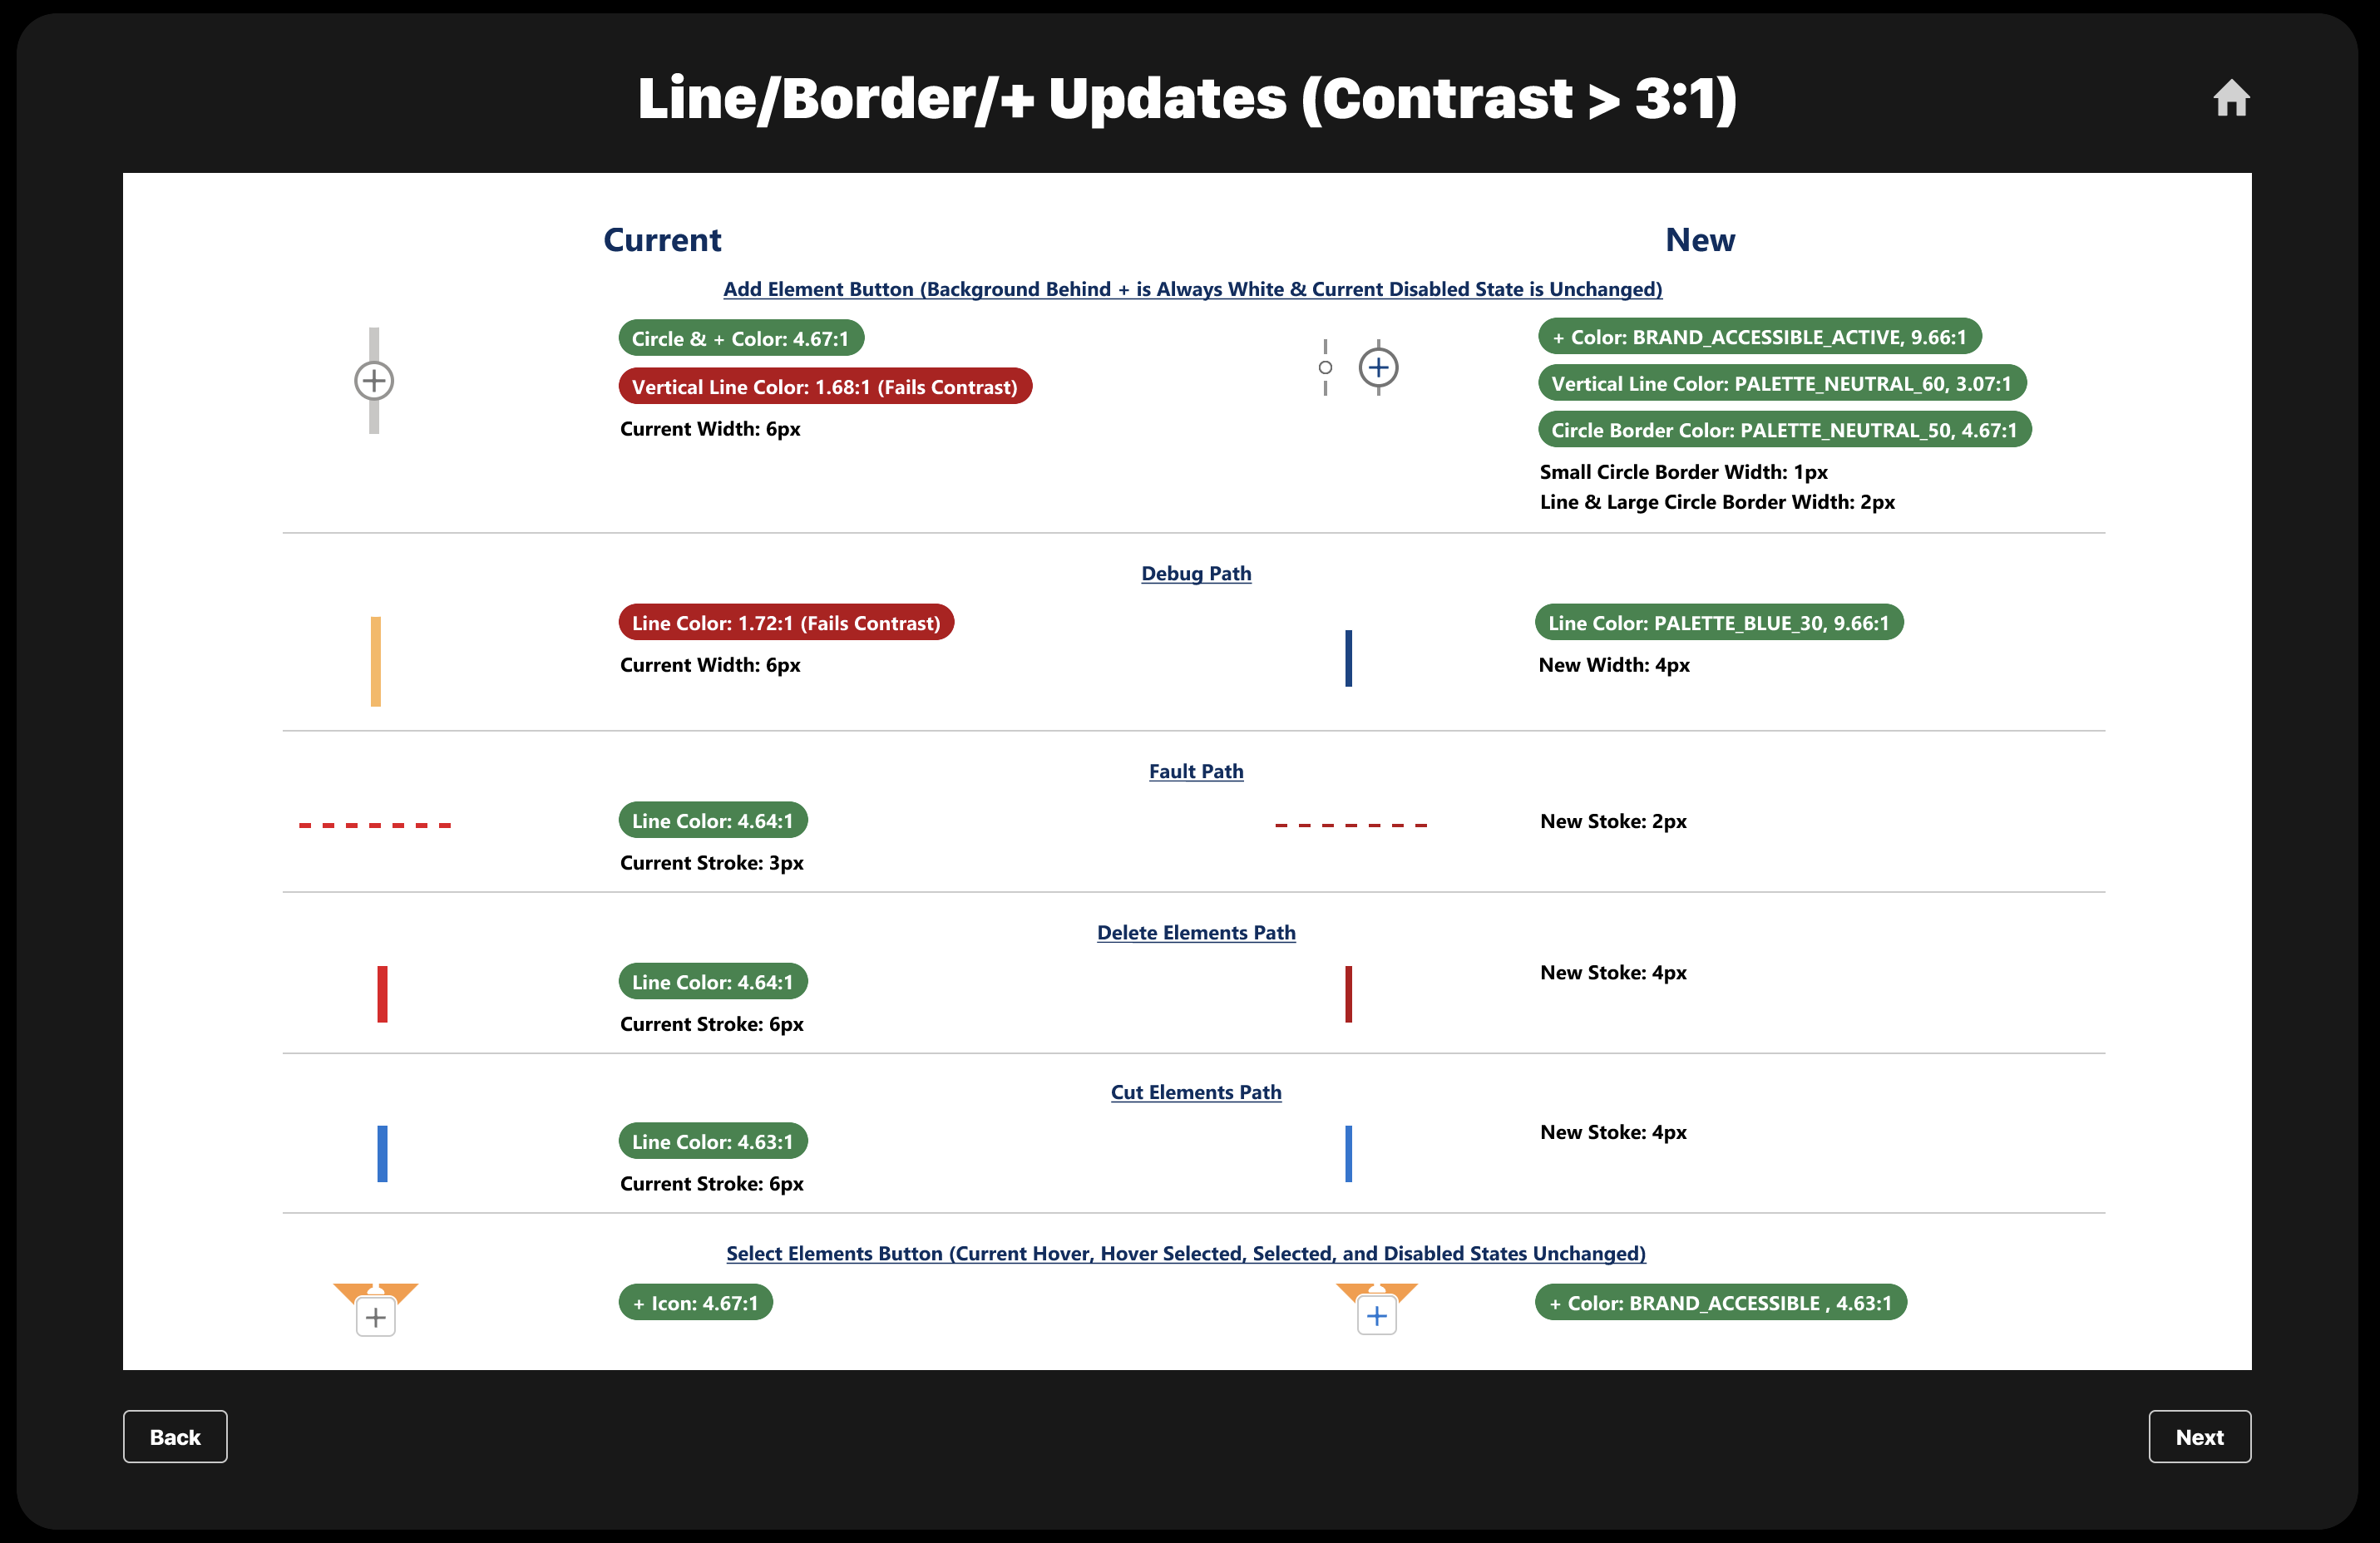 Line/Border/+ Updates (Contrast > 3:1)
Current
New
Add Element Button (Background Behind + is Always White & Current Disabled State is Unchanged)
Circle & + Color: 4.67:1
Vertical Line Color: 1.68:1 (Fails Contrast)
Current Width: 6px
+ Color: BRAND_ACCESSIBLE_ACTIVE, 9.66:1
Vertical Line Color: PALETTE_NEUTRAL_60, 3.07:1
Circle Border Color: PALETTE_NEUTRAL_50, 4.67:1
Small Circle Border Width: 1px
Line & Large Circle Border Width: 2px
Debug Path
Line Color: 1.72:1 (Fails Contrast)
Current Width: 6px
Line Color: PALETTE_BLUE_30, 9.66:1
New Width: 4px
Fault Path
Line Color: 4.64:1
Current Stroke: 3px
New Stoke: 2px
Delete Elements Path
Line Color: 4.64:1
Current Stroke: 6px
New Stoke: 4px
Cut Elements Path
Line Color: 4.63:1
Current Stroke: 6px
New Stoke: 4px
Select Elements Button (Current Hover, Hover Selected, Selected, and Disabled States Unchanged)
+ Icon: 4.67:1
+ Color: BRAND_ACCESSIBLE , 4.63:1
Back
Next